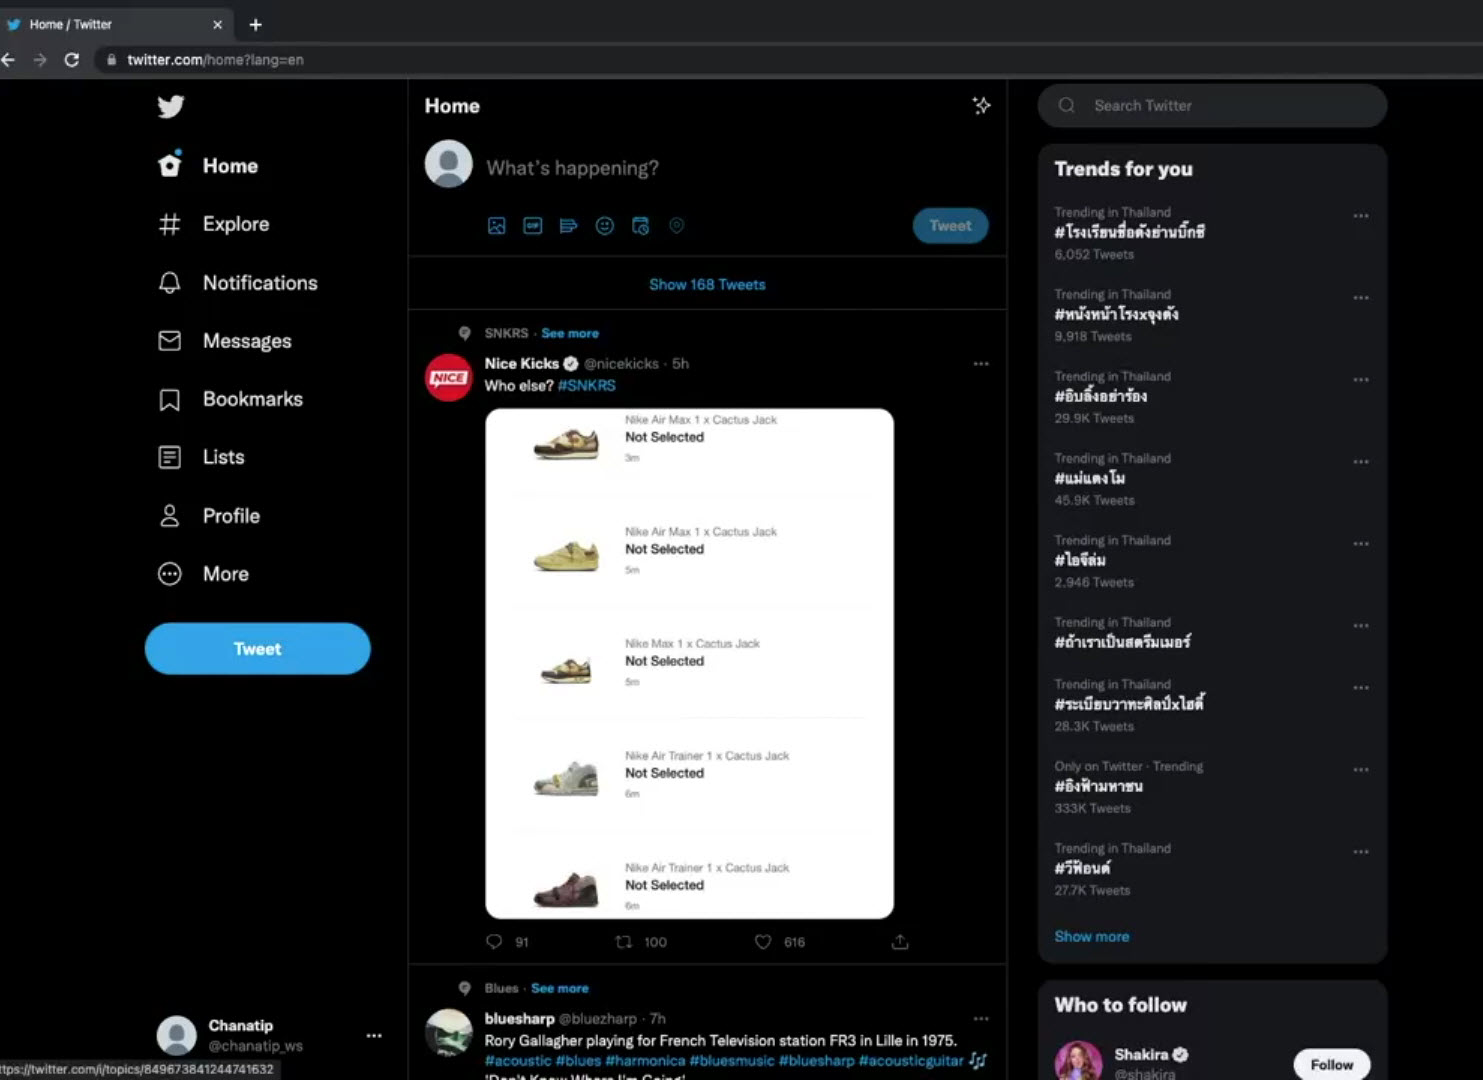 Home / Twitter
twitter.com/home?lang=en
Home
Explore
Notifications
Messages
Bookmarks
Lists
Profile
More
Tweet
Chanatip
@chanatip_ws
ttps://twitter.com/i/topics/849673841244741632
Home
What's happening?
GIF
Tweet
Show 168 Tweets
SNKRS · See more
Nice Kicks @nicekicks · 5h
NICE
Who else? #SNKRS
Nike Air Max 1 x Cactus Jack
Not Selected
3m
Nike Air Max 1 x Cactus Jack
Not Selected
5m
Nike Max 1 x Cactus Jack
Not Selected
5m
Nike Air Trainer 1 x Cactus Jack
Not Selected
6m
Nike Air Trainer 1 x Cactus Jack
Not Selected
6m
91 100 616
Blues · See more
bluesharp @bluezharp · 7h
Rory Gallagher playing for French Television station FR3 in Lille in 1975.
#acoustic #blues #harmonica #bluesmusic #bluesharp #acousticguitar 🎶
'Don't Know Where I'm Going'
Search Twitter
Trends for you
Trending in Thailand
#โรงเรียนชื่อดังย่านบึ๊กซี
6,052 Tweets
Trending in Thailand
#หนังหน้าโรงxจุงดัง
9,918 Tweets
Trending in Thailand
#อิบลิ้งอย่าร้อง
29.9K Tweets
Trending in Thailand
#แม่แตงโม
45.9K Tweets
Trending in Thailand
#ไอจีล่ม
2,946 Tweets
Trending in Thailand
#ถ้าเราเป็นสตรีมเมอร์
Trending in Thailand
#ระเบียบวาทะศิลป์xไฮดี้
28.3K Tweets
Only on Twitter · Trending
#อิงฟ้ามหาชน
333K Tweets
Trending in Thailand
#วีฟ้อนต์
27.7K Tweets
Show more
Who to follow
Shakira
@shakira
Follow